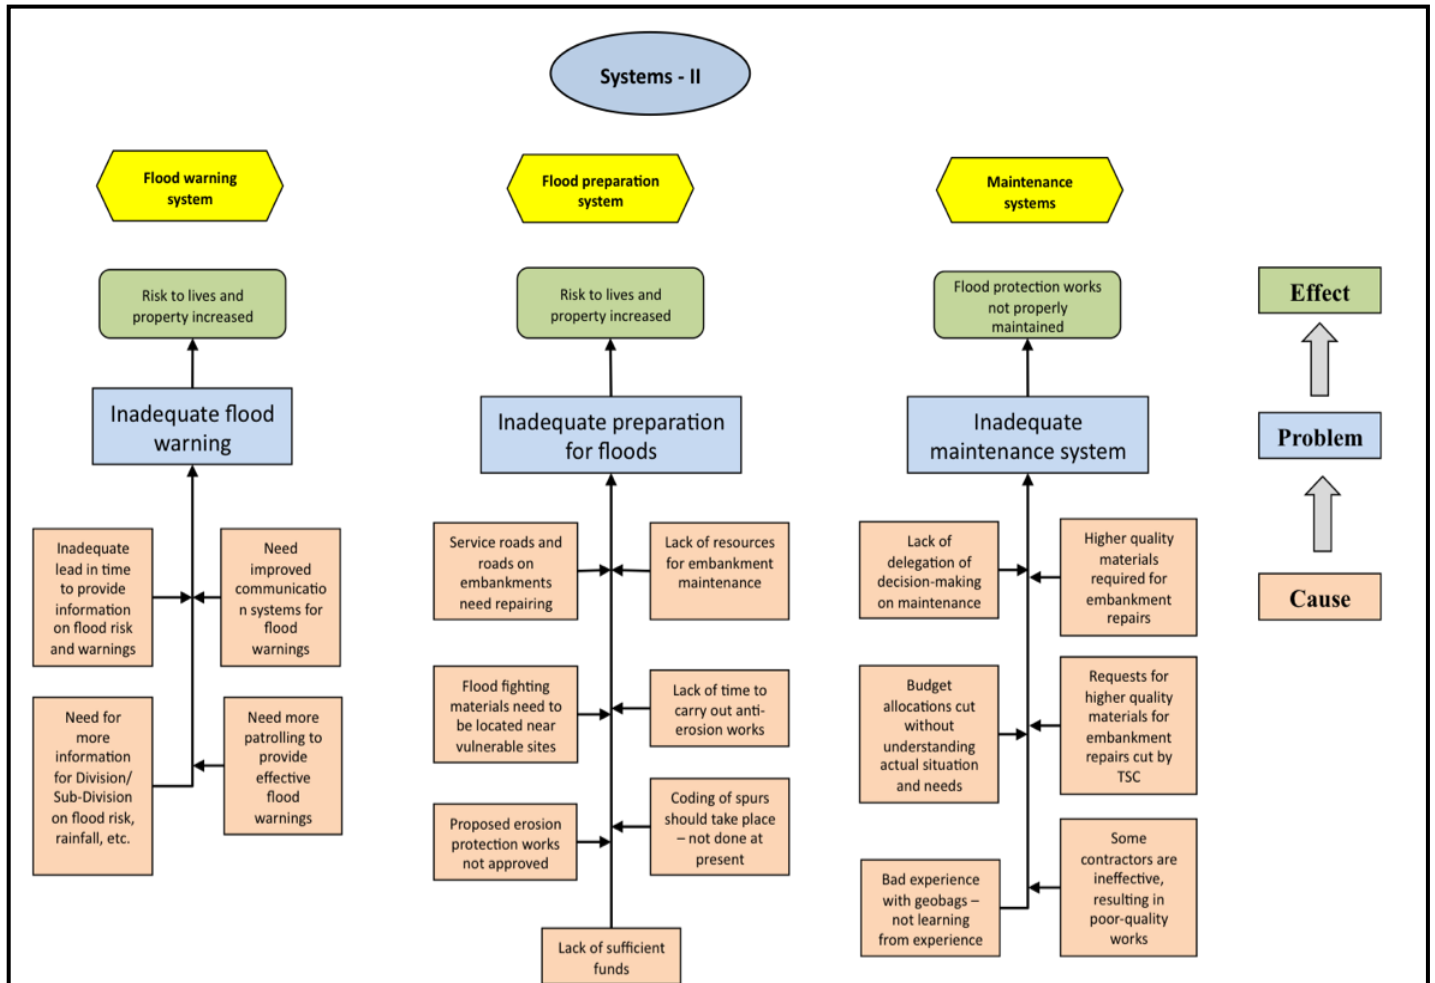 Systems - II
Flood warning
system
Flood preparation
system
Maintenance
systems
Risk to lives and
property increased
Risk to lives and
property increased
Flood protection works
not properly
maintained
Effect
Inadequate flood
warning
Inadequate preparation
for floods
Inadequate
maintenance system
Problem
Inadequate
lead in time
to provide
information
on flood risk
and warnings
Need
improved
communicatio
n systems for
flood
warnings
Service roads and
roads on
embankments
need repairing
Lack of resources
for embankment
maintenance
Lack of
delegation of
decision-making
on maintenance
Higher quality
materials
required for
embankment
repairs
Cause
Need for
more
information
for Division/
Sub-Division
on flood risk,
rainfall, etc.
Need more
patrolling to
provide
effective
flood
warnings
Flood fighting
materials need to
be located near
vulnerable sites
Lack of time to
carry out anti-
erosion works
Budget
allocations cut
without
understanding
actual situation
and needs
Requests for
higher quality
materials for
embankment
repairs cut by
TSC
Proposed erosion
protection works
not approved
Coding of spurs
should take place
– not done at
present
Bad experience
with geobags –
not learning
from experience
Some
contractors are
ineffective,
resulting in
poor-quality
works
Lack of sufficient
funds